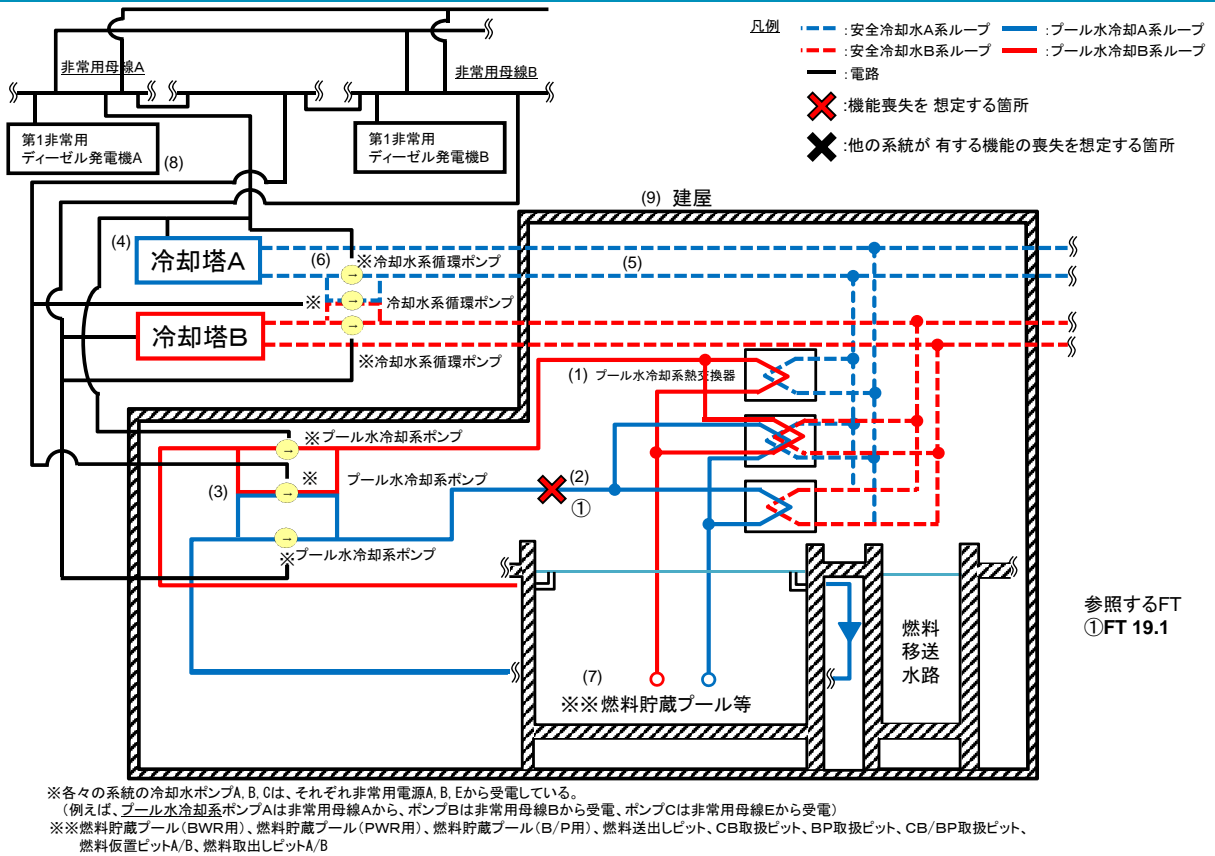 凡例
:安全冷却水A系ループ
:プール水冷却A系ループ
:安全冷却水B系ループ
:プール水冷却B系ループ
:電路
:機能喪失を 想定する箇所
:他の系統が 有する機能の喪失を想定する箇所
非常用母線A
非常用母線B
第1非常用
ディーゼル発電機A
(8)
第1非常用
ディーゼル発電機B
(9) 建屋
(4)
冷却塔A
(6)
※冷却水系循環ポンプ
(5)
※
冷却水系循環ポンプ
冷却塔B
※冷却水系循環ポンプ
(1) プール水冷却系熱交換器
※プール水冷却系ポンプ
(3)
※
プール水冷却系ポンプ
(2)
①
※プール水冷却系ポンプ
燃料
移送
水路
参照するFT
①FT 19.1
(7)
※※燃料貯蔵プール等
※各々の系統の冷却水ポンプA, B, Cは、それぞれ非常用電源A, B, Eから受電している。
(例えば、プール水冷却系ポンプAは非常用母線Aから、ポンプBは非常用母線Bから受電、ポンプCは非常用母線Eから受電)
※※燃料貯蔵プール(BWR用)、燃料貯蔵プール(PWR用)、燃料貯蔵プール(B/P用)、燃料送出しピット、CB取扱ピット、BP取扱ピット、CB/BP取扱ピット、
燃料仮置ピットA/B、燃料取出しピットA/B